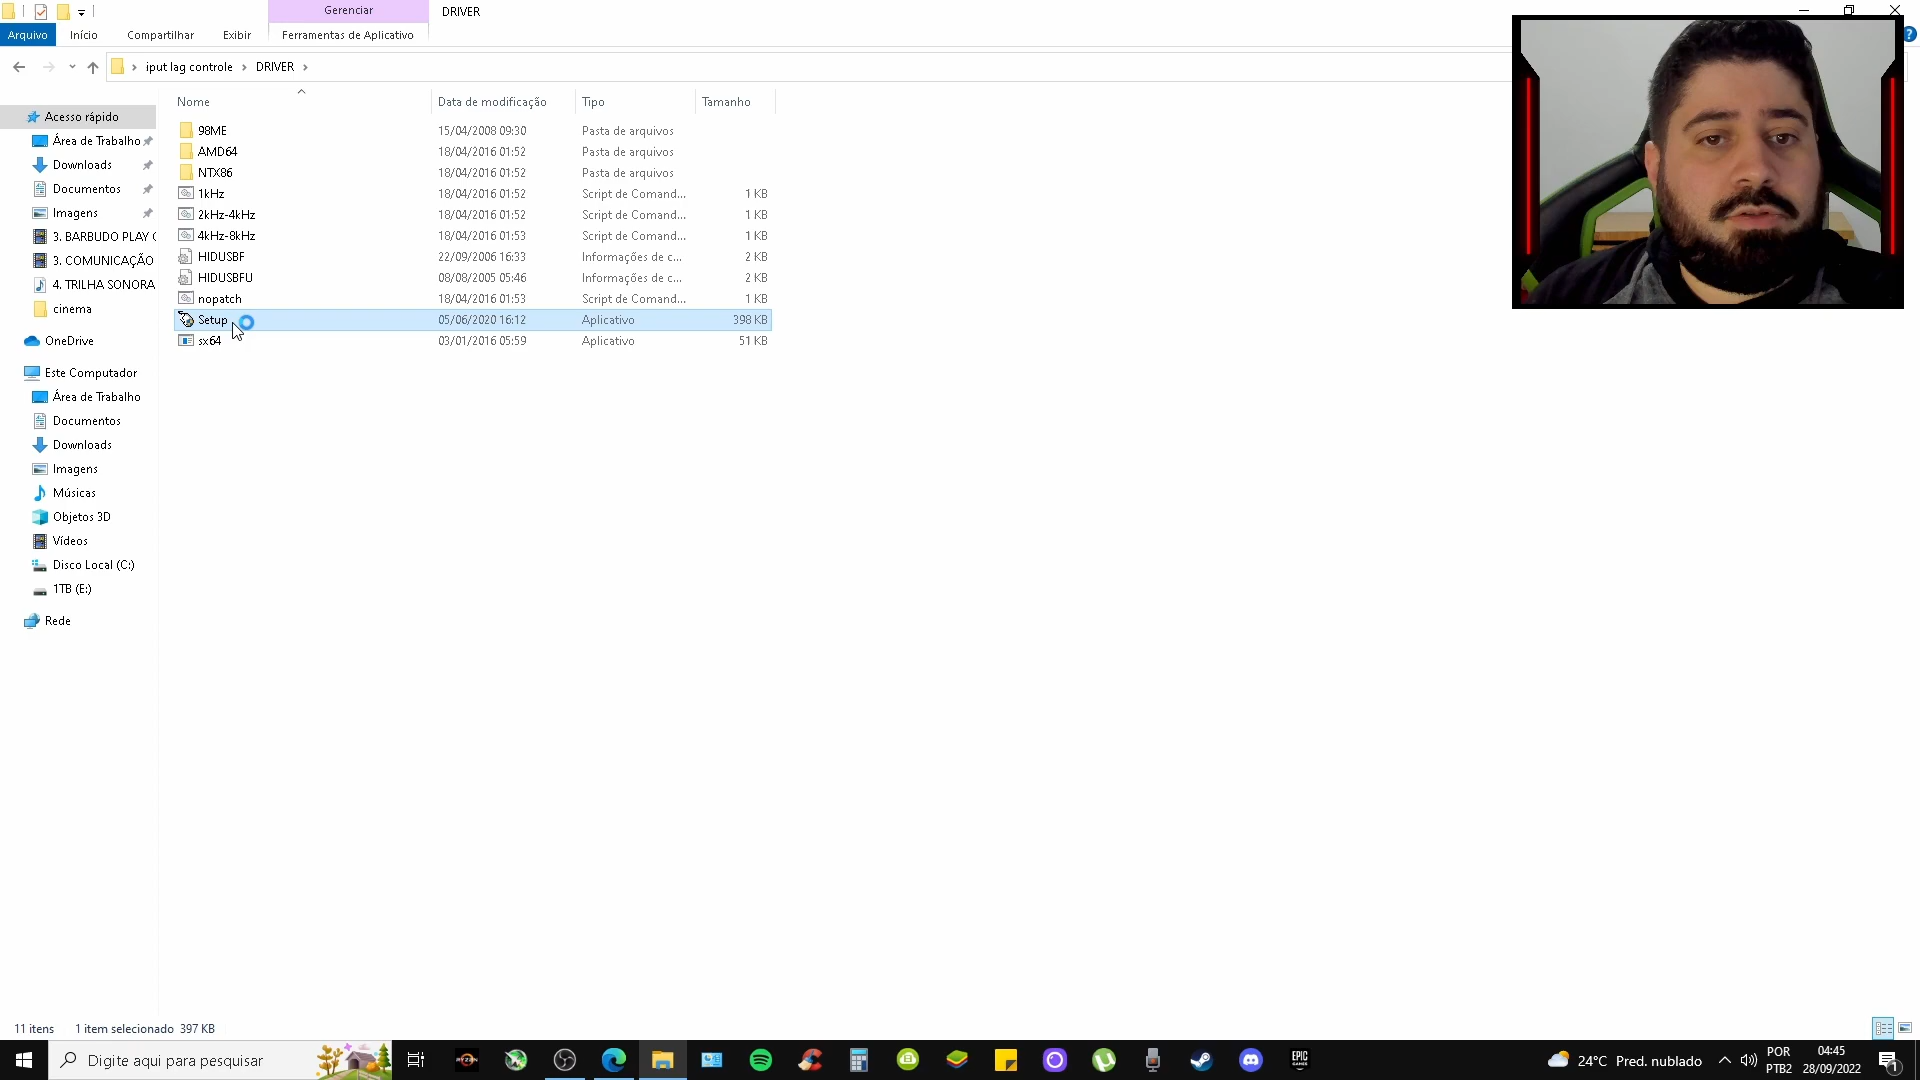 Gerenciar
DRIVER
Arquivo
Início
Compartilhar
Exibir
Ferramentas de Aplicativo
iput lag controle
DRIVER
Nome
Data de modificação
Tipo
Tamanho
98ME
15/04/2008 09:30
Pasta de arquivos
AMD64
18/04/2016 01:52
Pasta de arquivos
NTX86
18/04/2016 01:52
Pasta de arquivos
1kHz
18/04/2016 01:52
Script de Comand...
1 KB
2kHz-4kHz
18/04/2016 01:52
Script de Comand...
1 KB
4kHz-8kHz
18/04/2016 01:53
Script de Comand...
1 KB
HIDUSBF
22/09/2006 16:33
Informações de c...
2 KB
HIDUSBFU
08/08/2005 05:46
Informações de c...
2 KB
nopatch
18/04/2016 01:53
Script de Comand...
1 KB
Setup
05/06/2020 16:12
Aplicativo
398 KB
sx64
03/01/2016 05:59
Aplicativo
51 KB
Acesso rápido
Área de Trabalho
Downloads
Documentos
Imagens
3. BARBUDO PLAY
3. COMUNICAÇÃO
4. TRILHA SONORA
cinema
OneDrive
Este Computador
Área de Trabalho
Documentos
Downloads
Imagens
Músicas
Objetos 3D
Vídeos
Disco Local (C:)
1TB (E:)
Rede
11 itens
1 item selecionado 397 KB
Digite aqui para pesquisar
RYZEN
EPIC
GAMES
24°C Pred. nublado
POR
PTB2
04:45
28/09/2022
1